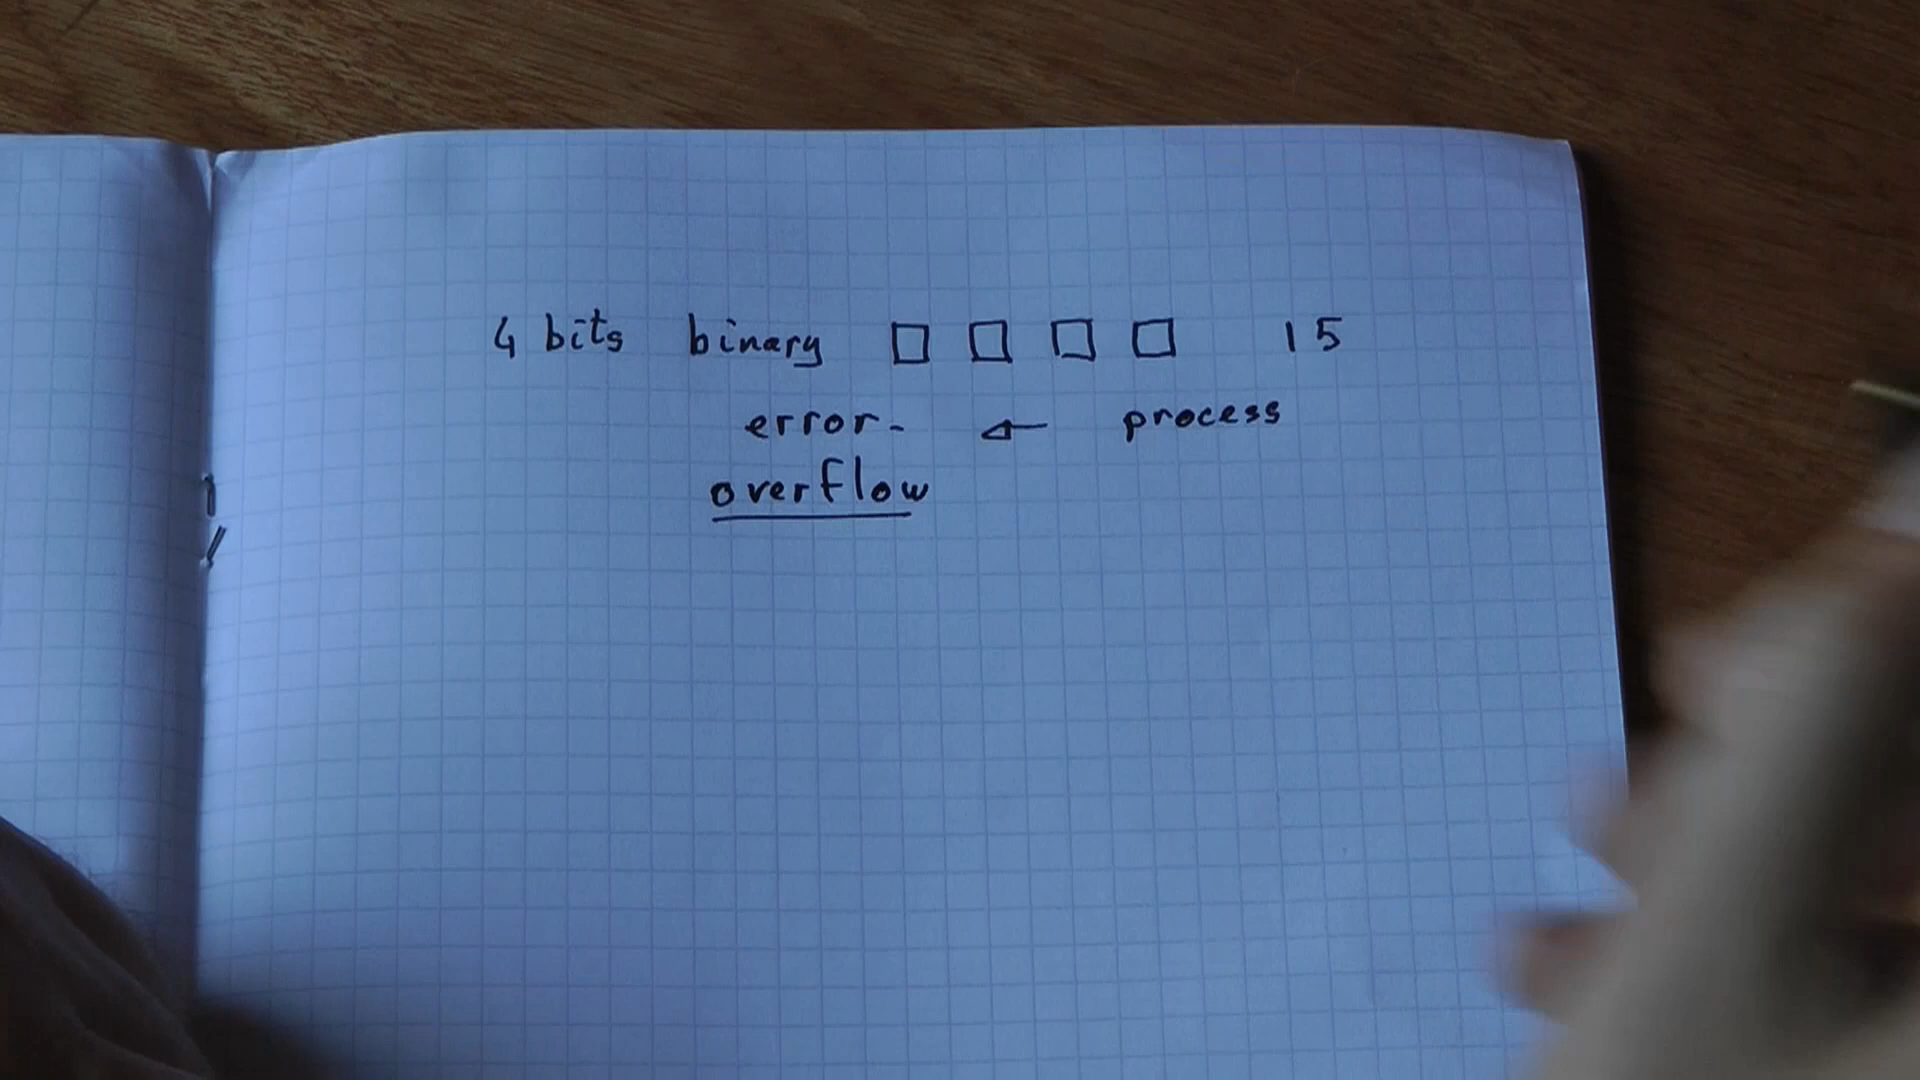 4 bits binary □ □ □ □ 15
error. ← process
overflow